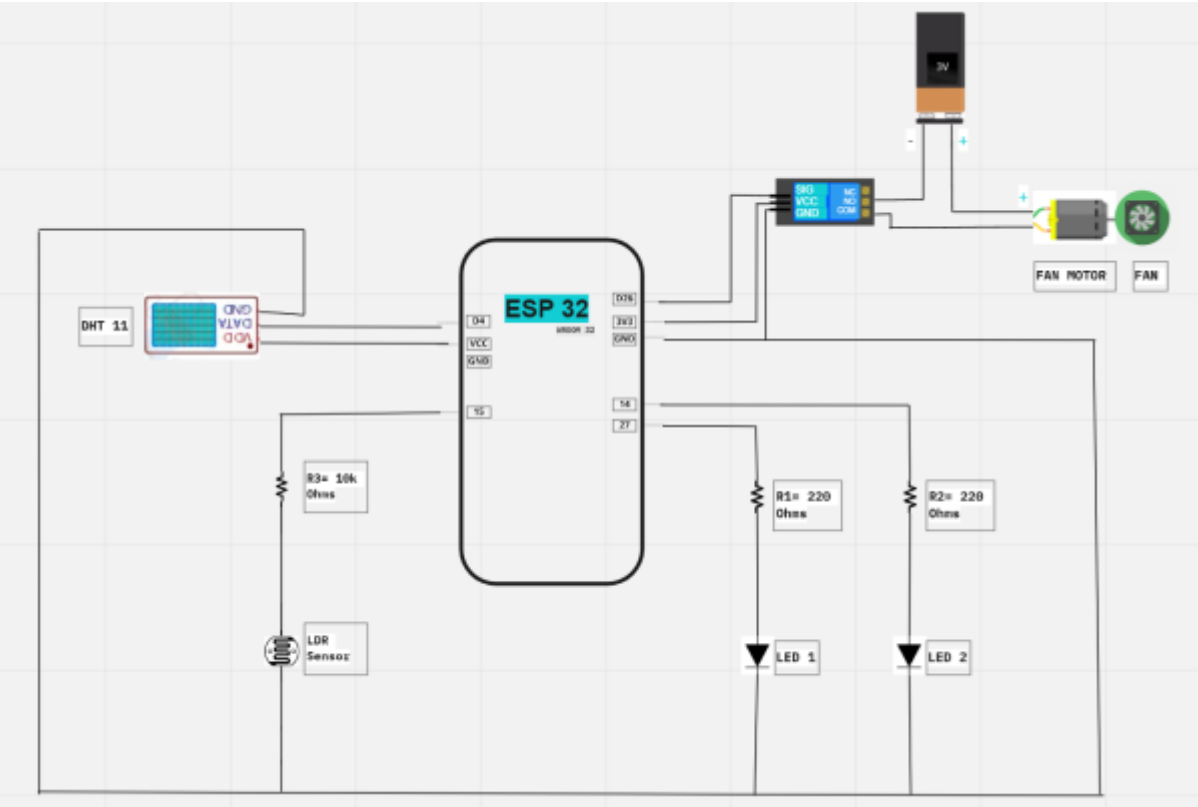 3V
SIG
VCC
GND
NC
NO
COM
+
-
+
FAN MOTOR
FAN
DHT 11
GND
DATA
VDD
ESP 32
D4
VCC
GND
15
3V3
GND
14
27
R3= 10k
Ohms
R1= 220
Ohms
R2= 220
Ohms
LDR
Sensor
LED 1
LED 2